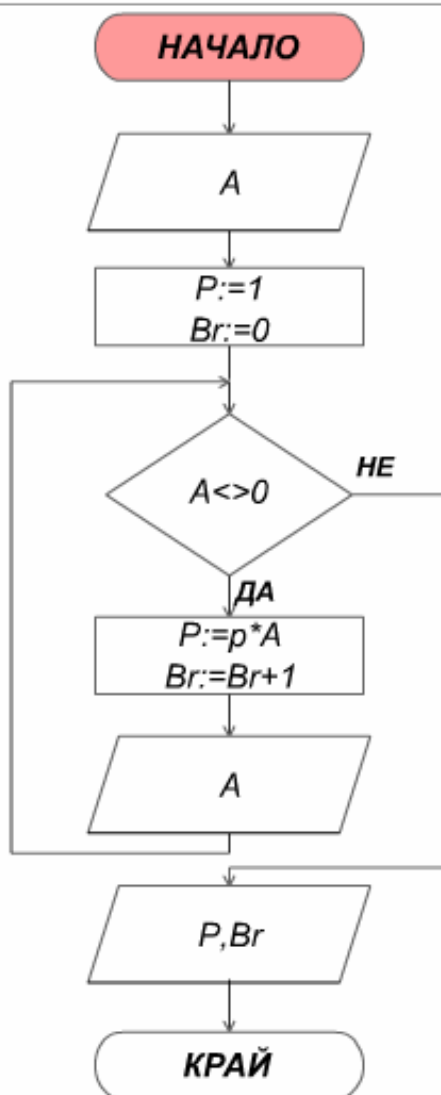 НАЧАЛО
A
P:=1
Br:=0
A<>0
НЕ
ДА
P:=p*A
Br:=Br+1
A
P,Br
КРАЙ